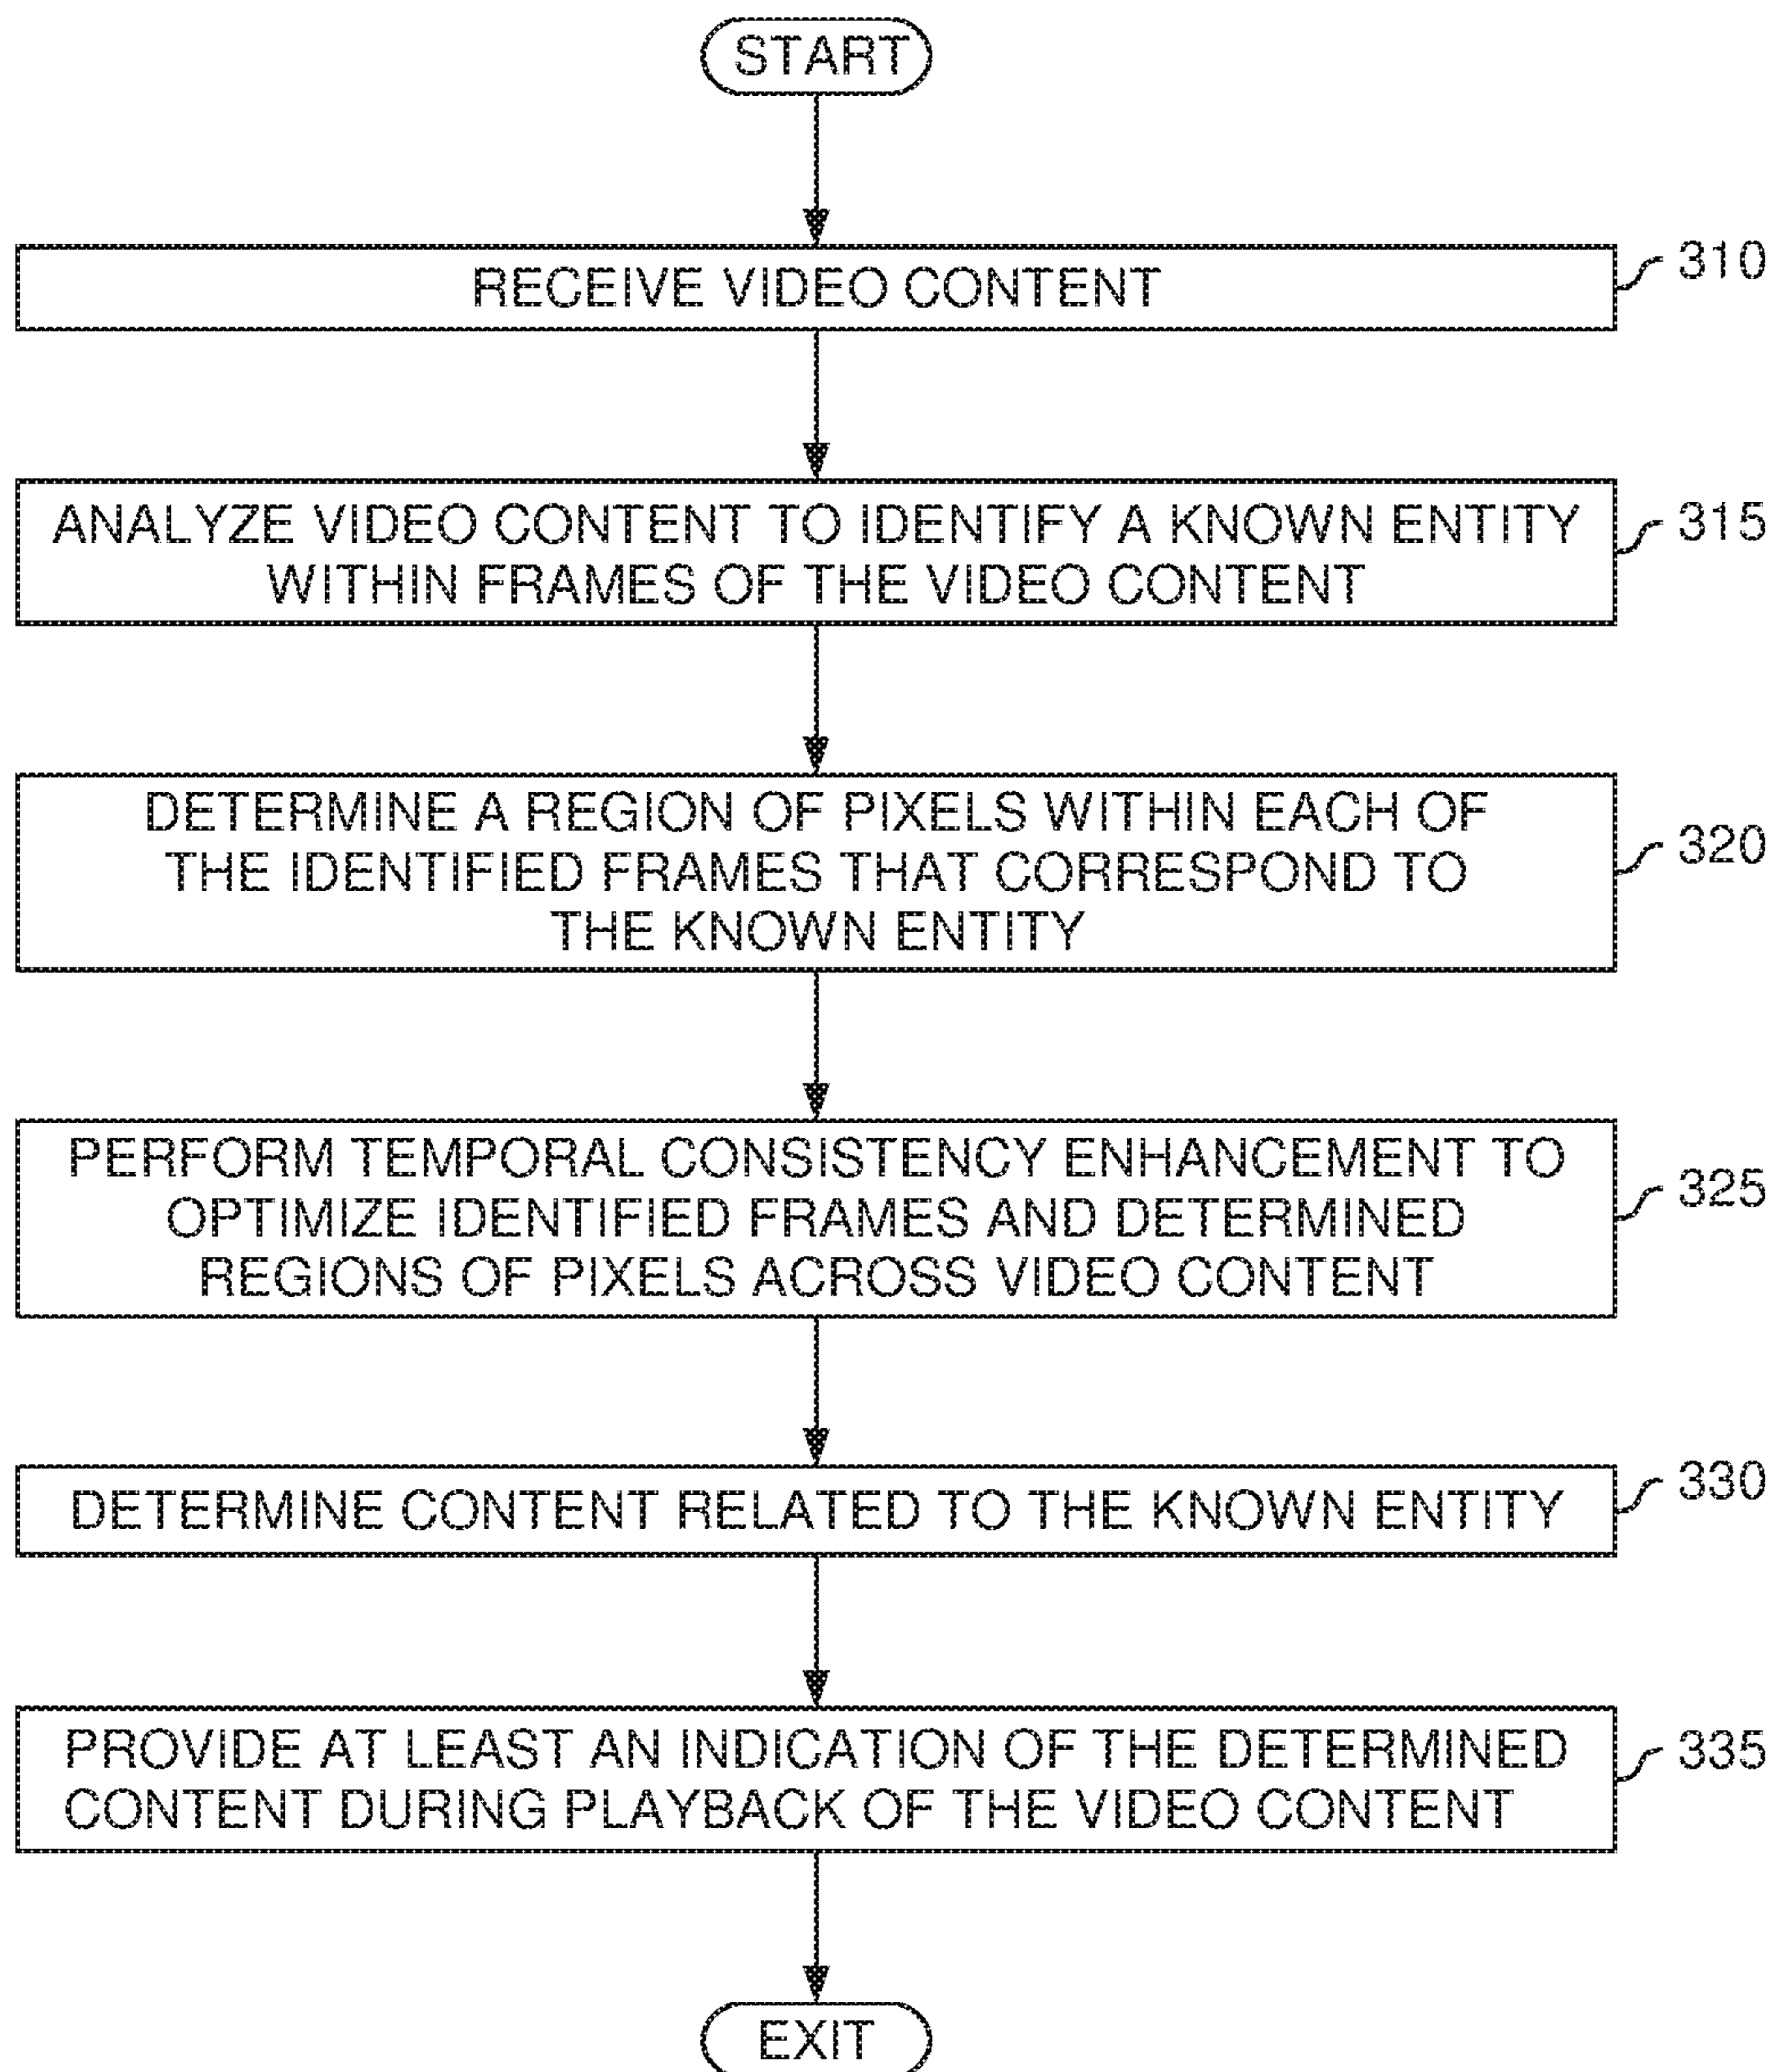 START
RECEIVE VIDEO CONTENT
310
ANALYZE VIDEO CONTENT TO IDENTIFY A KNOWN ENTITY
WITHIN FRAMES OF THE VIDEO CONTENT
315
DETERMINE A REGION OF PIXELS WITHIN EACH OF
THE IDENTIFIED FRAMES THAT CORRESPOND TO
THE KNOWN ENTITY
320
PERFORM TEMPORAL CONSISTENCY ENHANCEMENT TO
OPTIMIZE IDENTIFIED FRAMES AND DETERMINED
REGIONS OF PIXELS ACROSS VIDEO CONTENT
325
DETERMINE CONTENT RELATED TO THE KNOWN ENTITY
330
PROVIDE AT LEAST AN INDICATION OF THE DETERMINED
CONTENT DURING PLAYBACK OF THE VIDEO CONTENT
335
EXIT